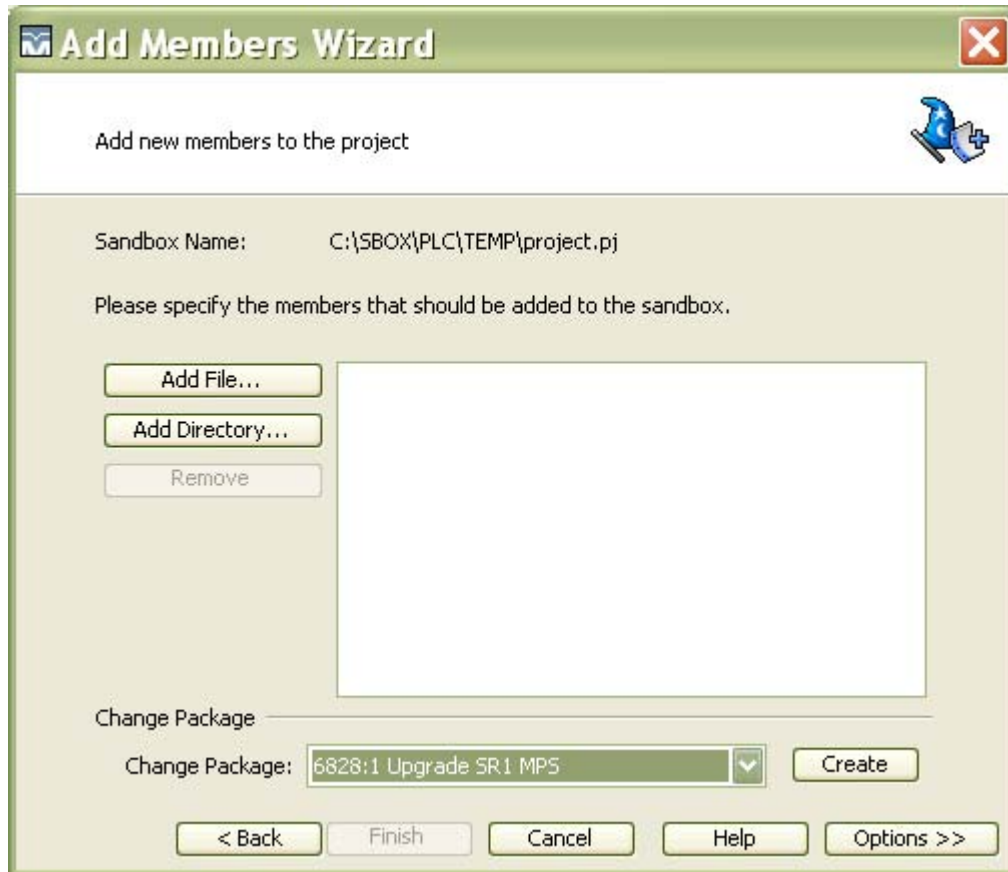 Add Members Wizard
Add new members to the project
Sandbox Name: C:\SBOX\PLC\TEMP\project.pj
Please specify the members that should be added to the sandbox.
Add File...
Add Directory...
Remove
Change Package
Change Package: 6828:1 Upgrade SR1 MPS Create
< Back Finish Cancel Help Options >>